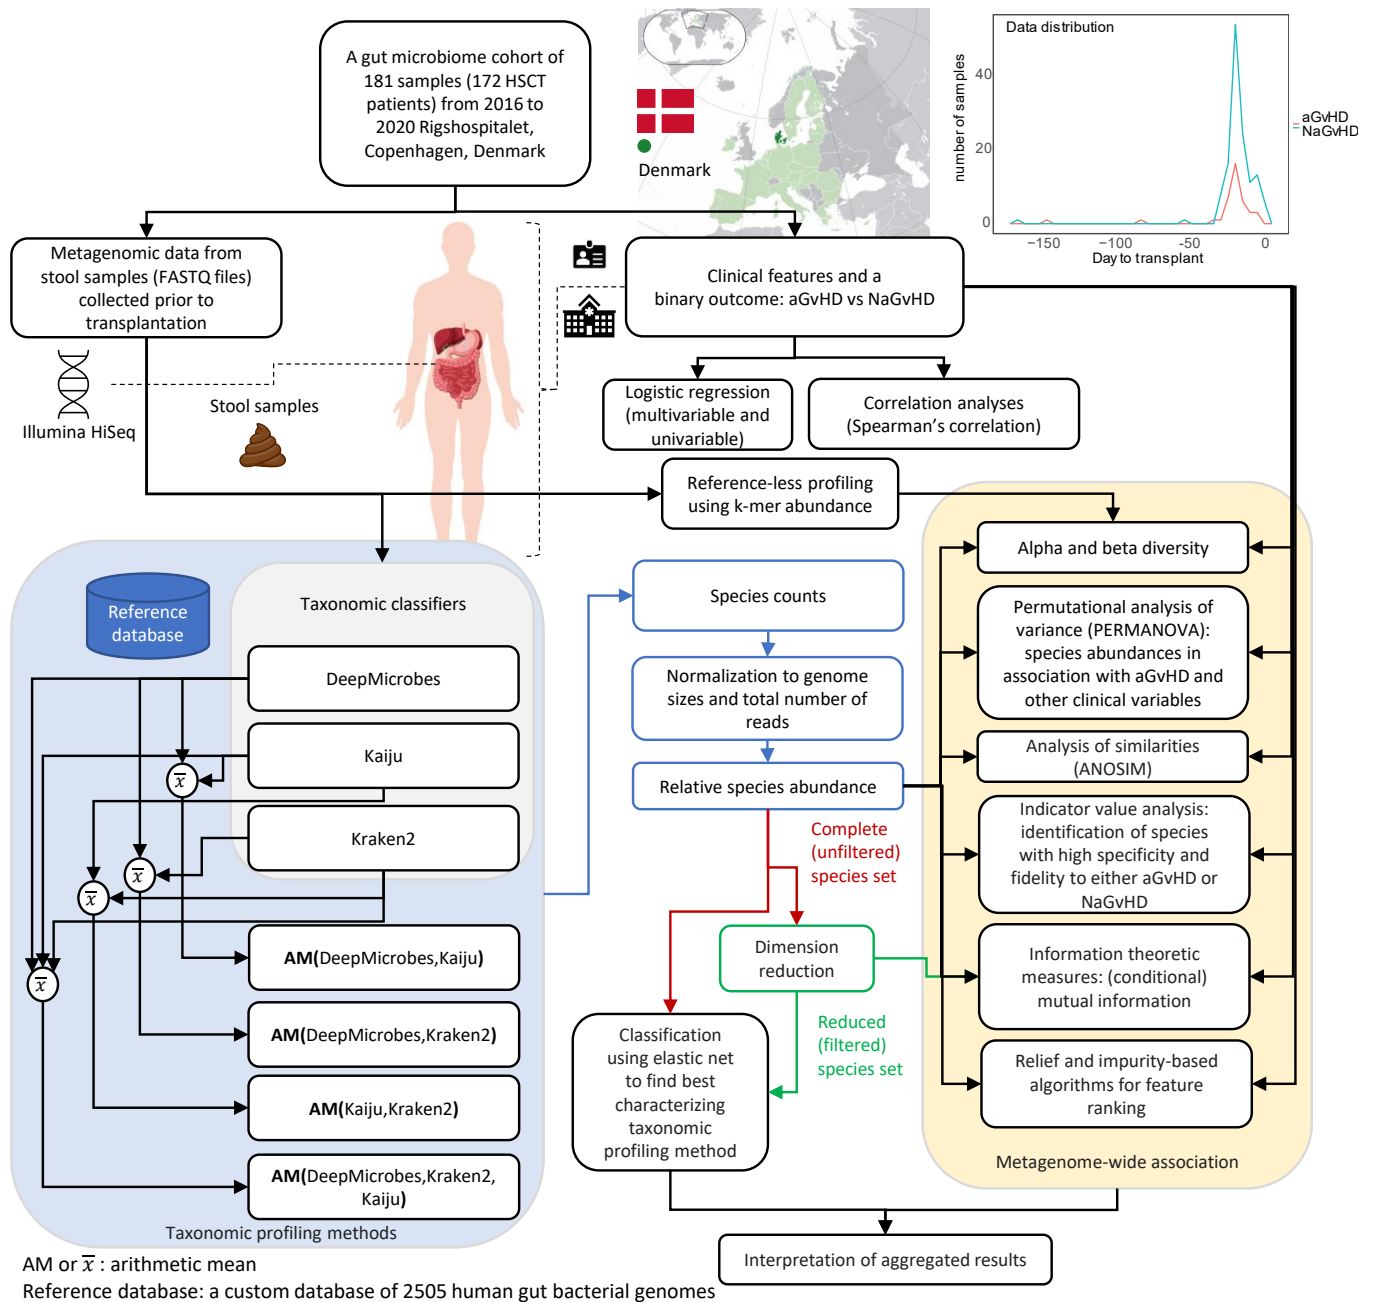 A gut microbiome cohort of
181 samples (172 HSCT
patients) from 2016 to
2020 Rigshospitalet,
Copenhagen, Denmark
Denmark
Data distribution
number of samples
40
20
0
−150
−100
-50
0
Day to transplant
aGvHD
NaGvHD
Metagenomic data from
stool samples (FASTQ files)
collected prior to
transplantation
Clinical features and a
binary outcome: aGvHD vs NaGvHD
Illumina HiSeq
Stool samples
Logistic regression
(multivariable and
univariable)
Correlation analyses
(Spearman's correlation)
Reference-less profiling
using k-mer abundance
Reference
database
Taxonomic classifiers
DeepMicrobes
Kaiju
Kraken2
x̅
x̅
x̅
x̅
AM(DeepMicrobes,Kaiju)
AM(DeepMicrobes,Kraken2)
AM(Kaiju,Kraken2)
AM(DeepMicrobes,Kraken2,
Kaiju)
Taxonomic profiling methods
Species counts
Normalization to genome
sizes and total number of
reads
Relative species abundance
Complete
(unfiltered)
species set
Dimension
reduction
Reduced
(filtered)
species set
Classification
using elastic net
to find best
characterizing
taxonomic
profiling method
Alpha and beta diversity
Permutational analysis of
variance (PERMANOVA):
species abundances in
association with aGvHD and
other clinical variables
Analysis of similarities
(ANOSIM)
Indicator value analysis:
identification of species
with high specificity and
fidelity to either aGvHD or
NaGvHD
Information theoretic
measures: (conditional)
mutual information
Relief and impurity-based
algorithms for feature
ranking
Metagenome-wide association
Interpretation of aggregated results
AM or x̅ : arithmetic mean
Reference database: a custom database of 2505 human gut bacterial genomes